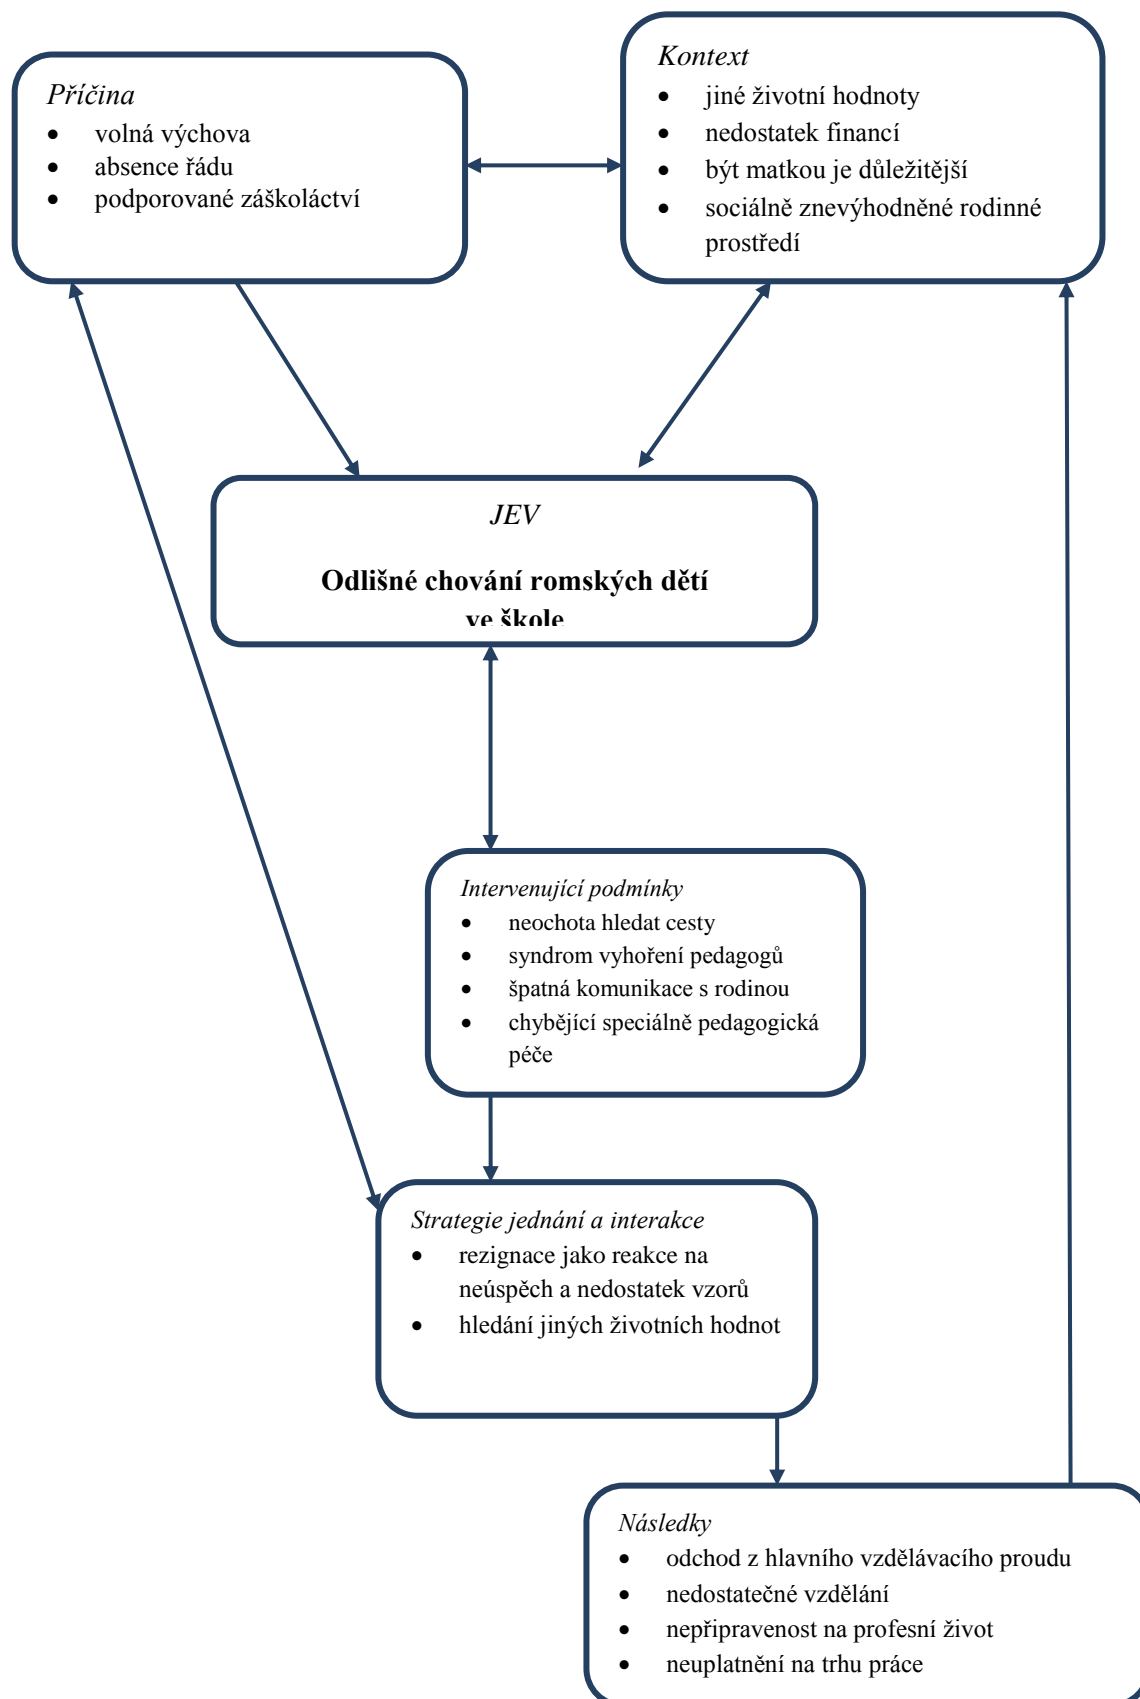 Příčina
• volná výchova
• absence řádu
• podporované záškoláctví
Kontext
• jiné životní hodnoty
• nedostatek financí
• být matkou je důležitější
• sociálně znevýhodněné rodinné
prostředí
JEV
Odlišné chování romských dětí
ve škole
Intervenující podmínky
• neochota hledat cesty
• syndrom vyhoření pedagogů
• špatná komunikace s rodinou
• chybějící speciálně pedagogická
péče
Strategie jednání a interakce
• rezignace jako reakce na
neúspěch a nedostatek vzorů
• hledání jiných životních hodnot
Následky
• odchod z hlavního vzdělávacího proudu
• nedostatečné vzdělání
• nepřipravenost na profesní život
• neuplatnění na trhu práce